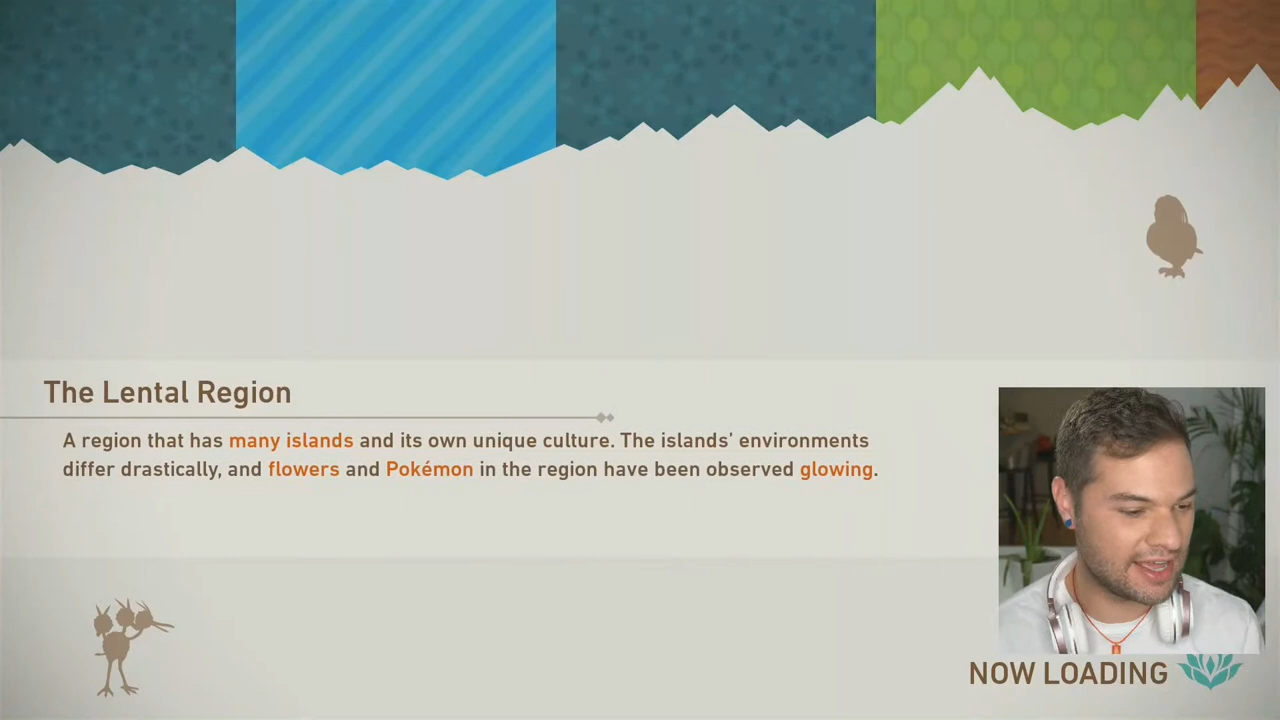 The Lental Region
A region that has many islands and its own unique culture. The islands’ environments
differ drastically, and flowers and Pokémon in the region have been observed glowing.
NOW LOADING